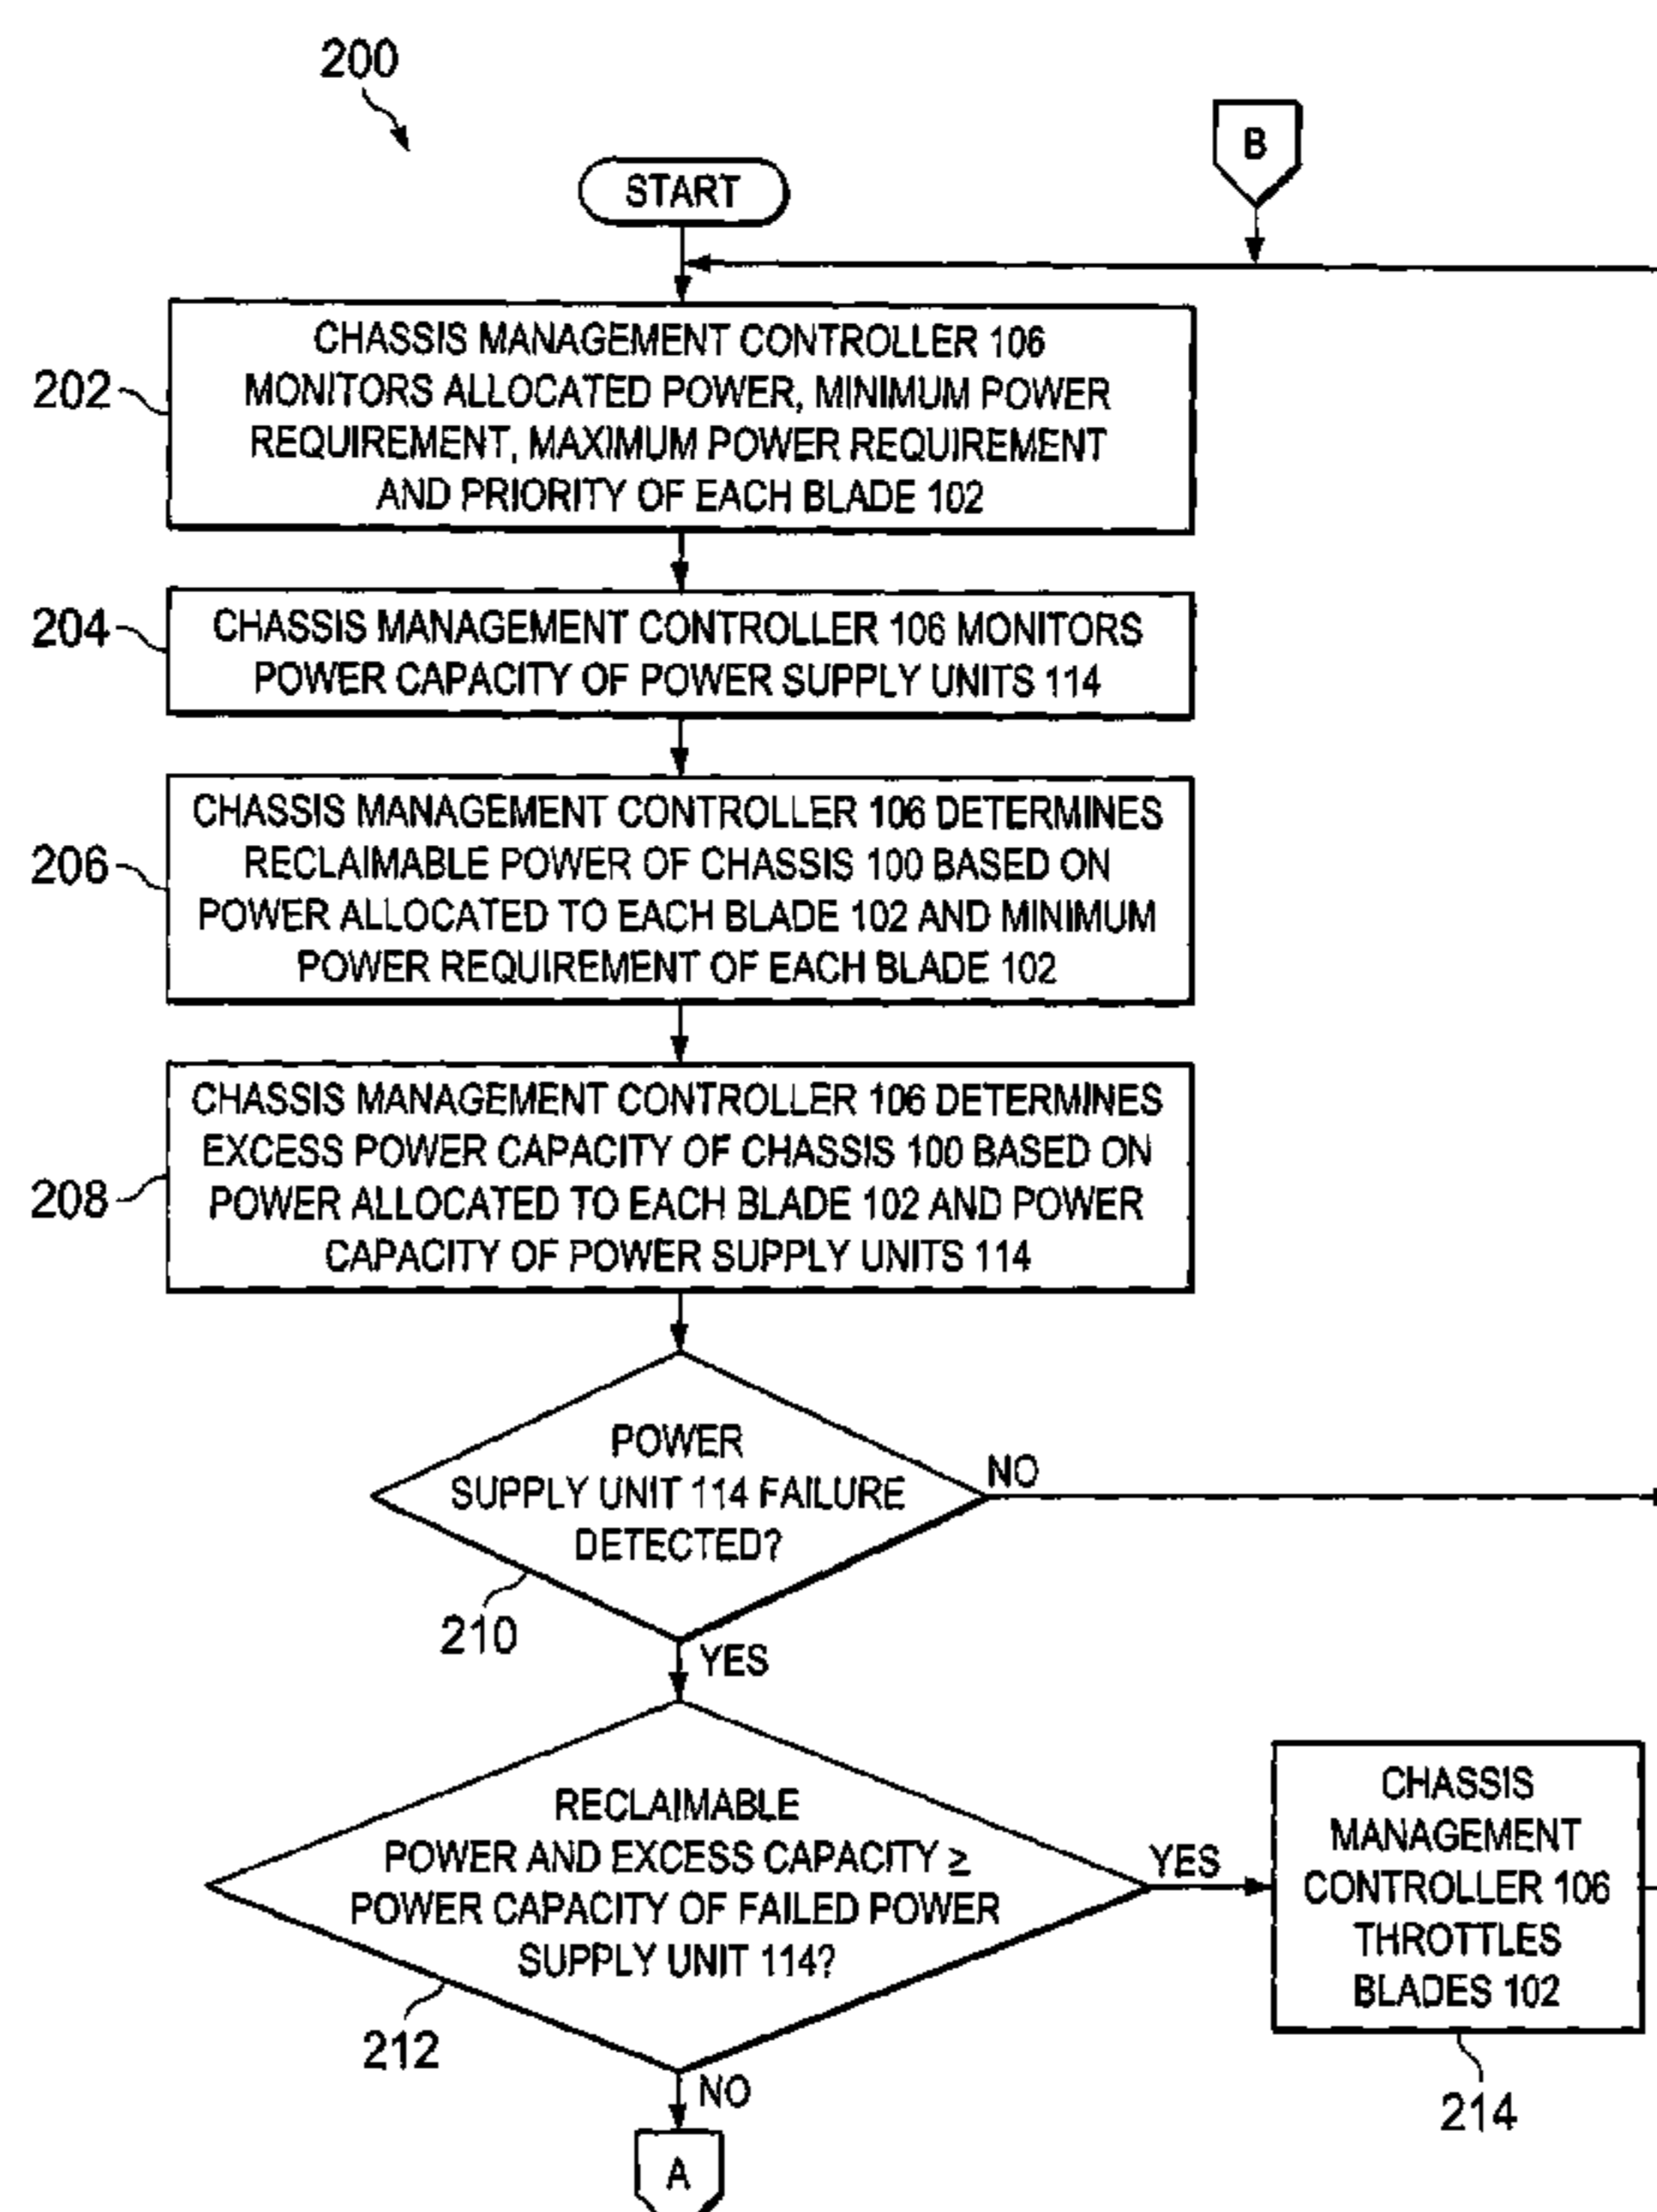 200
B
START
202
CHASSIS MANAGEMENT CONTROLLER 106
MONITORS ALLOCATED POWER, MINIMUM POWER
REQUIREMENT, MAXIMUM POWER REQUIREMENT
AND PRIORITY OF EACH BLADE 102
204
CHASSIS MANAGEMENT CONTROLLER 106 MONITORS
POWER CAPACITY OF POWER SUPPLY UNITS 114
206
CHASSIS MANAGEMENT CONTROLLER 106 DETERMINES
RECLAIMABLE POWER OF CHASSIS 100 BASED ON
POWER ALLOCATED TO EACH BLADE 102 AND MINIMUM
POWER REQUIREMENT OF EACH BLADE 102
208
CHASSIS MANAGEMENT CONTROLLER 106 DETERMINES
EXCESS POWER CAPACITY OF CHASSIS 100 BASED ON
POWER ALLOCATED TO EACH BLADE 102 AND POWER
CAPACITY OF POWER SUPPLY UNITS 114
POWER
SUPPLY UNIT 114 FAILURE
DETECTED?
NO
210
YES
RECLAIMABLE
POWER AND EXCESS CAPACITY ≥
POWER CAPACITY OF FAILED POWER
SUPPLY UNIT 114?
YES
212
NO
CHASSIS
MANAGEMENT
CONTROLLER 106
THROTTLES
BLADES 102
214
A